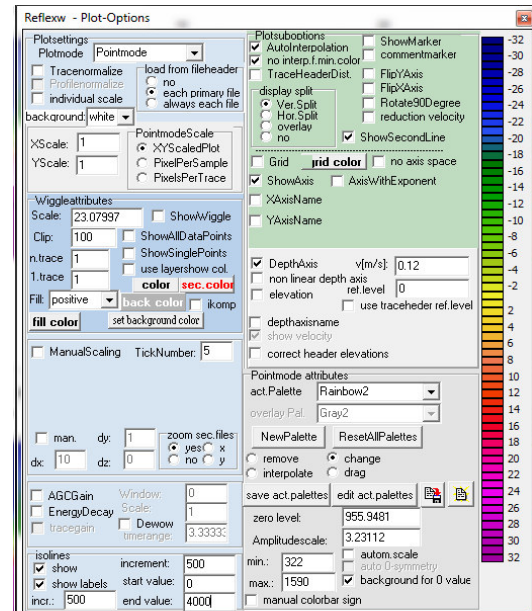 Reflexw - Plot-Options
Plotsettings
Plotmode Pointmode
Tracenormalize
Profilenormalize
individual scale
load from fileheader
no
each primary file
always each file
background: white
XScale: 1
YScale: 1
PointmodeScale
XYScaledPlot
PixelPerSample
PixelsPerTrace
Wiggleattributes
Scale: 23.07997 ShowWiggle
Clip: 100 ShowAllDataPoints
n.trace 1 ShowSinglePoints
1.trace 1 use layershow col.
color sec.color
Fill: positive back color ikomp
fill color set background color
ManualScaling TickNumber: 5
man. dy: 1
dx: 10 dz: 0
zoom sec.files
yes x
no y
AGCGain Window: 0
EnergyDecay Scale: 1
tracegain Dewow
timerange: 3.33333
isolines
show increment: 500
show labels start value: 0
incr.: 500 end value: 4000
Plotsuboptions
AutoInterpolation
no interp.f.min.color
TraceHeaderDist.
ShowMarker
commentmarker
FlipYAxis
FlipXAxis
Rotate90Degree
reduction velocity
display split
Ver.Split
Hor.Split
overlay
no
ShowSecondLine
Grid grid color no axis space
ShowAxis AxisWithExponent
XAxisName
YAxisName
DepthAxis v[m/s]: 0.12
non linear depth axis
elevation ref.level 0
use traceheder ref.level
depthaxisname
show velocity
correct header elevations
Pointmode attributes
act.Palette Rainbow2
overlay Pal. Gray2
NewPalette ResetAllPalettes
remove change
interpolate drag
save act.palettes edit act.palettes
zero level: 955.9481
Amplitudescale: 3.23112
min.: 322 autom.scale
auto 0-symmetry
max.: 1590 background for 0 value
manual colorbar sign
-32
-30
-28
-26
-24
-22
-20
-18
-16
-14
-12
-10
-8
-6
-4
-2
2
4
6
8
10
12
14
16
18
20
22
24
26
28
30
32